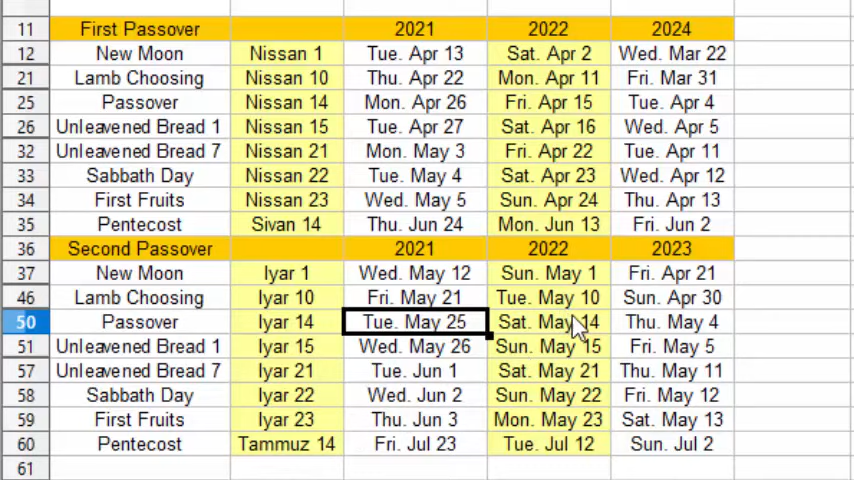 11 First Passover 2021 2022 2024
12 New Moon Nissan 1 Tue. Apr 13 Sat. Apr 2 Wed. Mar 22
21 Lamb Choosing Nissan 10 Thu. Apr 22 Mon. Apr 11 Fri. Mar 31
25 Passover Nissan 14 Mon. Apr 26 Fri. Apr 15 Tue. Apr 4
26 Unleavened Bread 1 Nissan 15 Tue. Apr 27 Sat. Apr 16 Wed. Apr 5
32 Unleavened Bread 7 Nissan 21 Mon. May 3 Fri. Apr 22 Tue. Apr 11
33 Sabbath Day Nissan 22 Tue. May 4 Sat. Apr 23 Wed. Apr 12
34 First Fruits Nissan 23 Wed. May 5 Sun. Apr 24 Thu. Apr 13
35 Pentecost Sivan 14 Thu. Jun 24 Mon. Jun 13 Fri. Jun 2
36 Second Passover 2021 2022 2023
37 New Moon Iyar 1 Wed. May 12 Sun. May 1 Fri. Apr 21
46 Lamb Choosing Iyar 10 Fri. May 21 Tue. May 10 Sun. Apr 30
50 Passover Iyar 14 Tue. May 25 Sat. May 14 Thu. May 4
51 Unleavened Bread 1 Iyar 15 Wed. May 26 Sun. May 15 Fri. May 5
57 Unleavened Bread 7 Iyar 21 Tue. Jun 1 Sat. May 21 Thu. May 11
58 Sabbath Day Iyar 22 Wed. Jun 2 Sun. May 22 Fri. May 12
59 First Fruits Iyar 23 Thu. Jun 3 Mon. May 23 Sat. May 13
60 Pentecost Tammuz 14 Fri. Jul 23 Tue. Jul 12 Sun. Jul 2
61